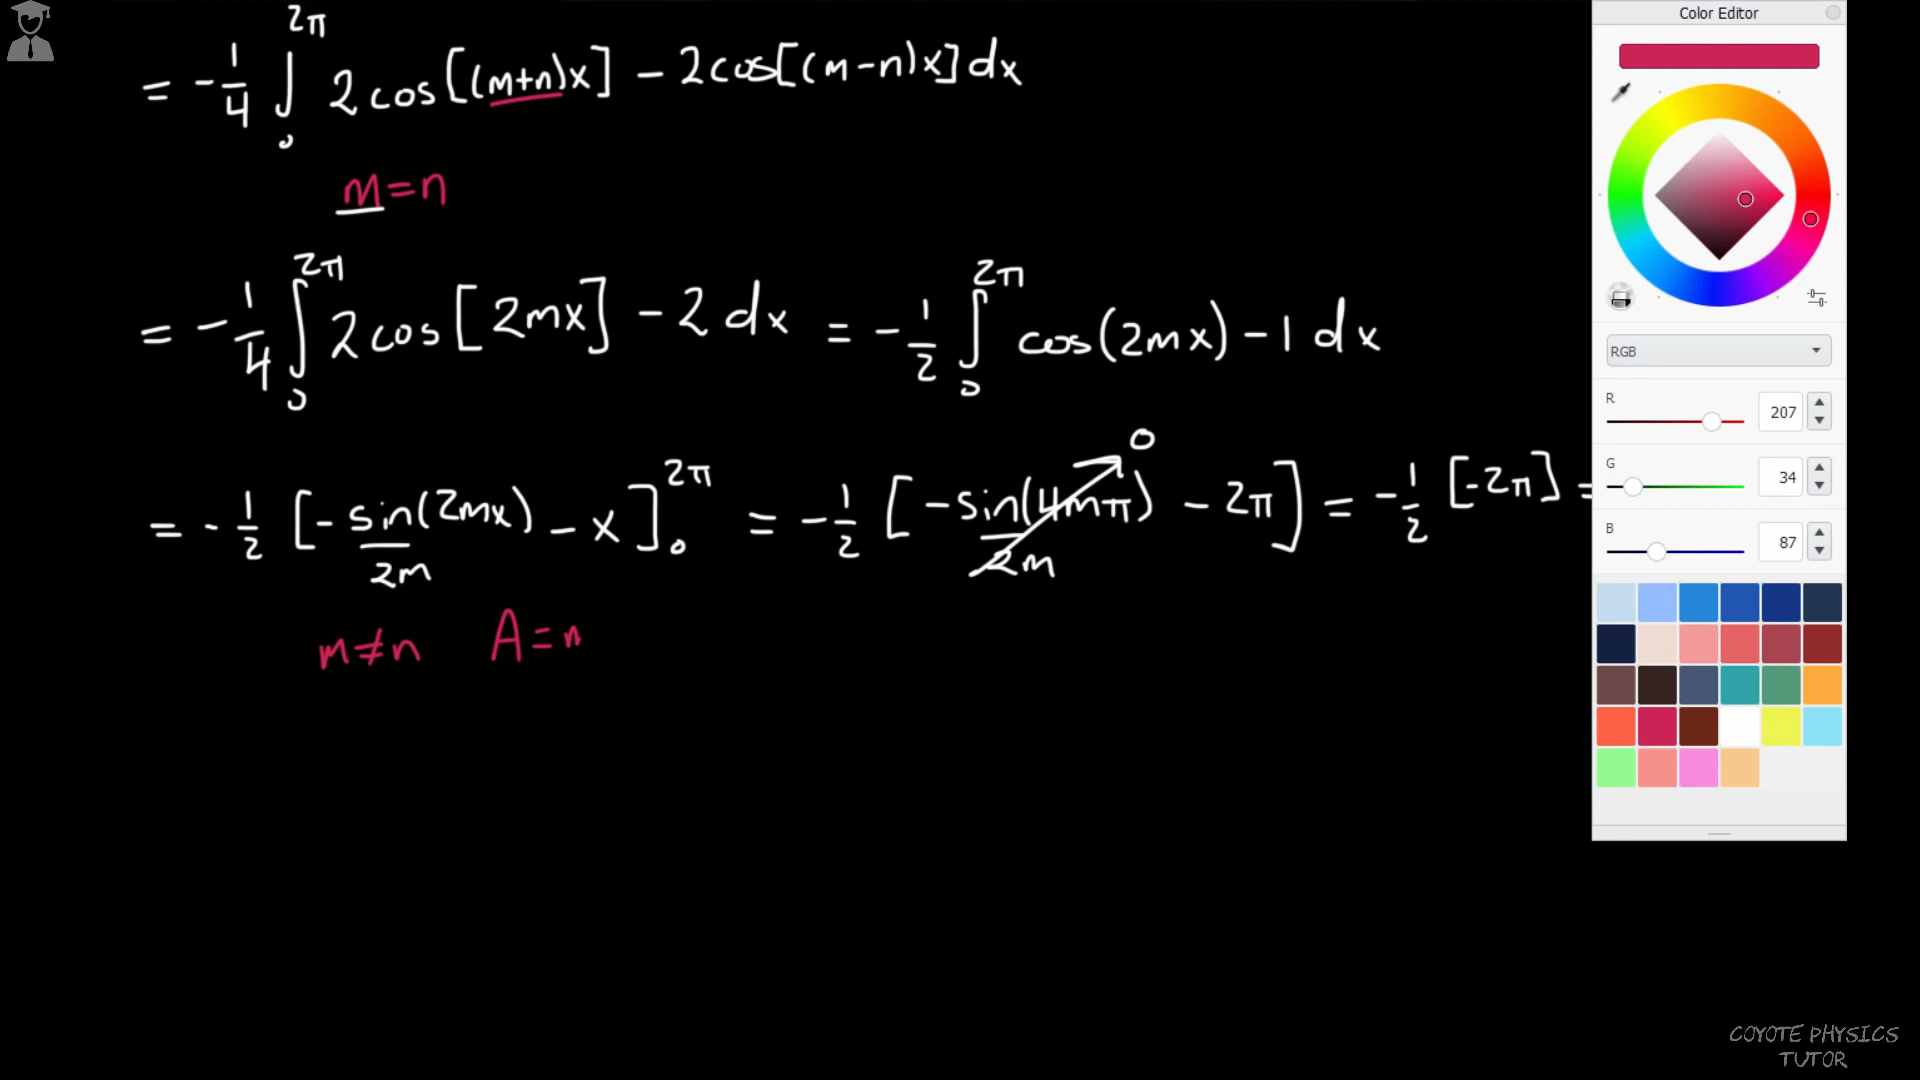 = -1/4 ∫₀^2π 2cos[(m+n)x] - 2cos[(m-n)x]dx
m=n
= -1/4 ∫₀^2π 2cos[2mx] - 2 dx = -1/2 ∫₀^2π cos(2mx) - 1 dx
= -1/2 [- sin(2mx)/2m - x]₀^2π = -1/2 [- sin(4mπ)/2m → 0 - 2π] = -1/2 [-2π] =
m≠n A=n
Color Editor
RGB
R 207
G 34
B 87
COYOTE PHYSICS
TUTOR